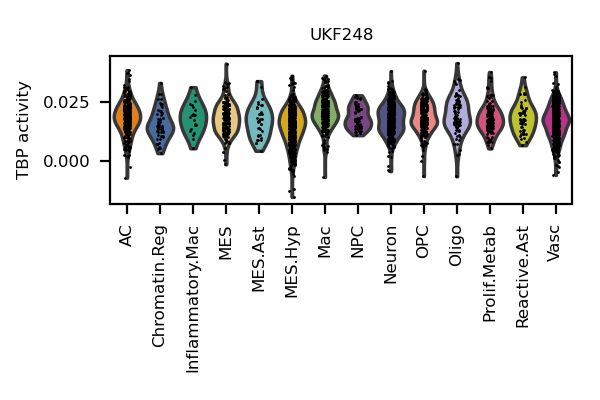 UKF248
TBP activity
0.025
0.000
AC
Chromatin.Reg
Inflammatory.Mac
MES
MES.Ast
MES.Hyp
Mac
NPC
Neuron
OPC
Oligo
Prolif.Metab
Reactive.Ast
Vasc